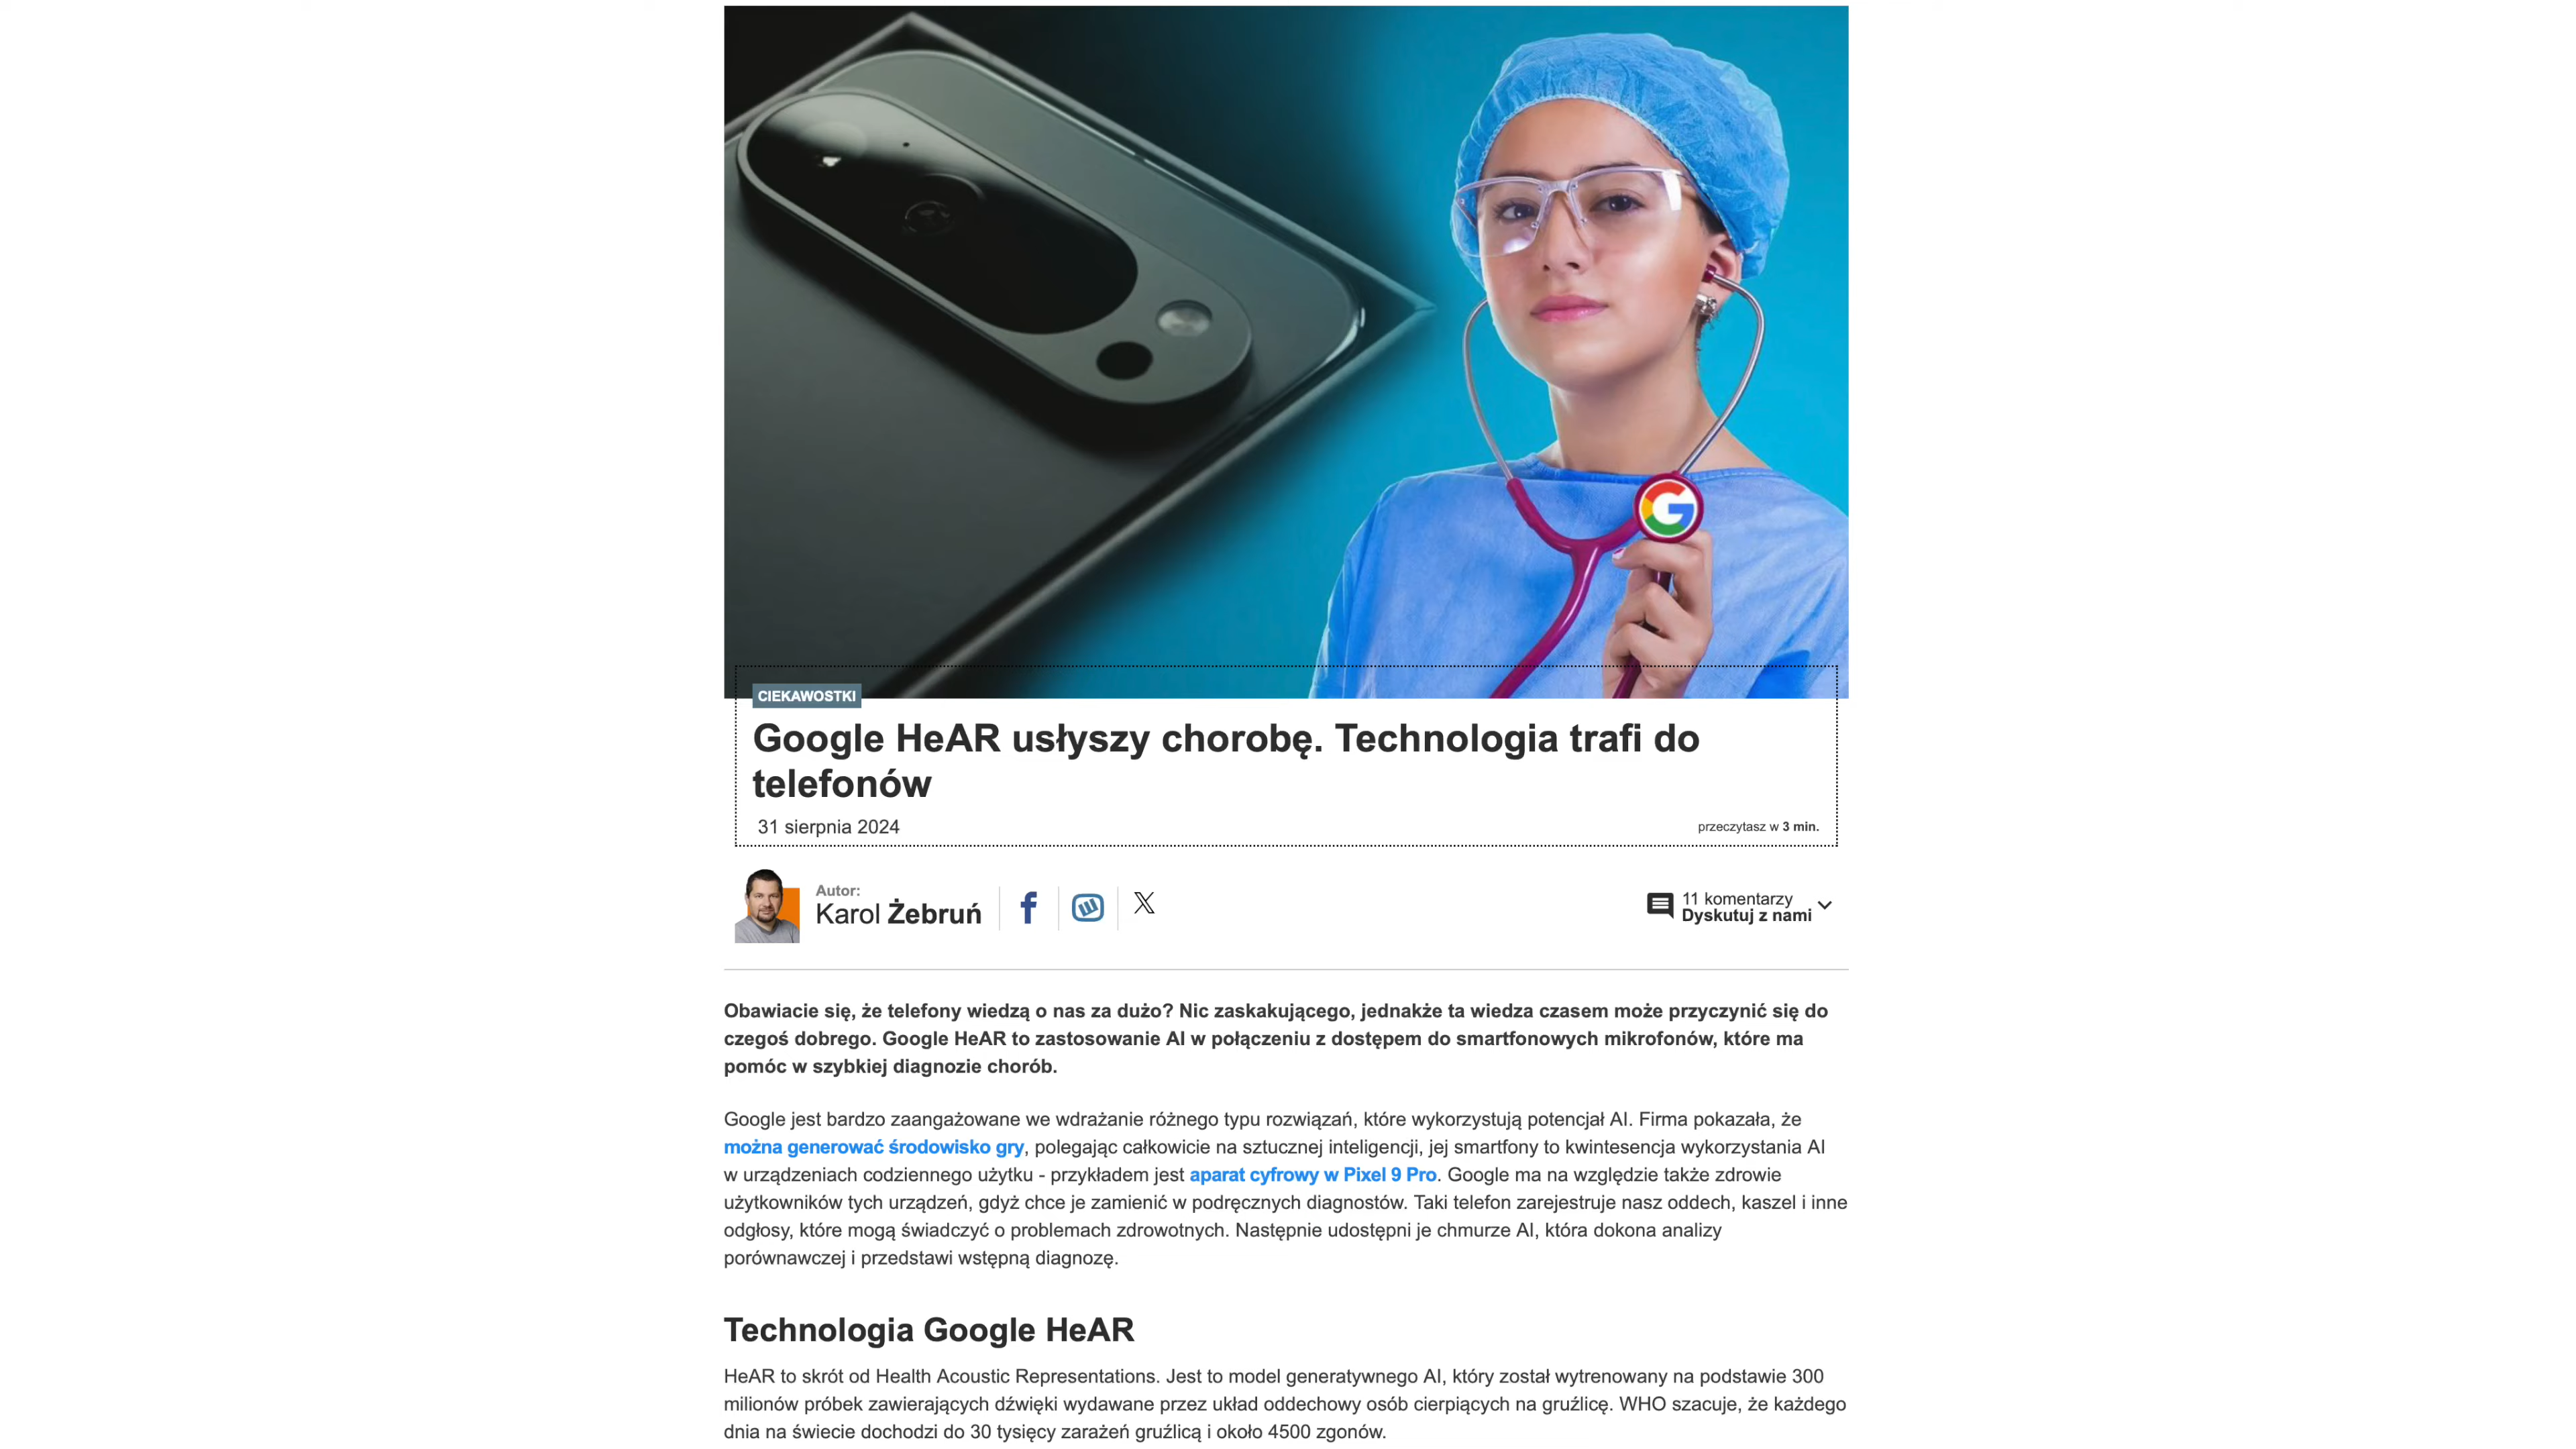 G
CIEKAWOSTKI
Google HeAR usłyszy chorobę. Technologia trafi do
telefonów
31 sierpnia 2024
przeczytasz w 3 min.
Autor:
Karol Żebruń
11 komentarzy
Dyskutuj z nami
Obawiacie się, że telefony wiedzą o nas za dużo? Nic zaskakującego, jednakże ta wiedza czasem może przyczynić się do
czegoś dobrego. Google HeAR to zastosowanie AI w połączeniu z dostępem do smartfonowych mikrofonów, które ma
pomóc w szybkiej diagnozie chorób.
Google jest bardzo zaangażowane we wdrażanie różnego typu rozwiązań, które wykorzystują potencjał AI. Firma pokazała, że
można generować środowisko gry, polegając całkowicie na sztucznej inteligencji, jej smartfony to kwintesencja wykorzystania AI
w urządzeniach codziennego użytku - przykładem jest aparat cyfrowy w Pixel 9 Pro. Google ma na względzie także zdrowie
użytkowników tych urządzeń, gdyż chce je zamienić w podręcznych diagnostów. Taki telefon zarejestruje nasz oddech, kaszel i inne
odgłosy, które mogą świadczyć o problemach zdrowotnych. Następnie udostępni je chmurze AI, która dokona analizy
porównawczej i przedstawi wstępną diagnozę.
Technologia Google HeAR
HeAR to skrót od Health Acoustic Representations. Jest to model generatywnego AI, który został wytrenowany na podstawie 300
milionów próbek zawierających dźwięki wydawane przez układ oddechowy osób cierpiących na gruźlicę. WHO szacuje, że każdego
dnia na świecie dochodzi do 30 tysięcy zarażeń gruźlicą i około 4500 zgonów.